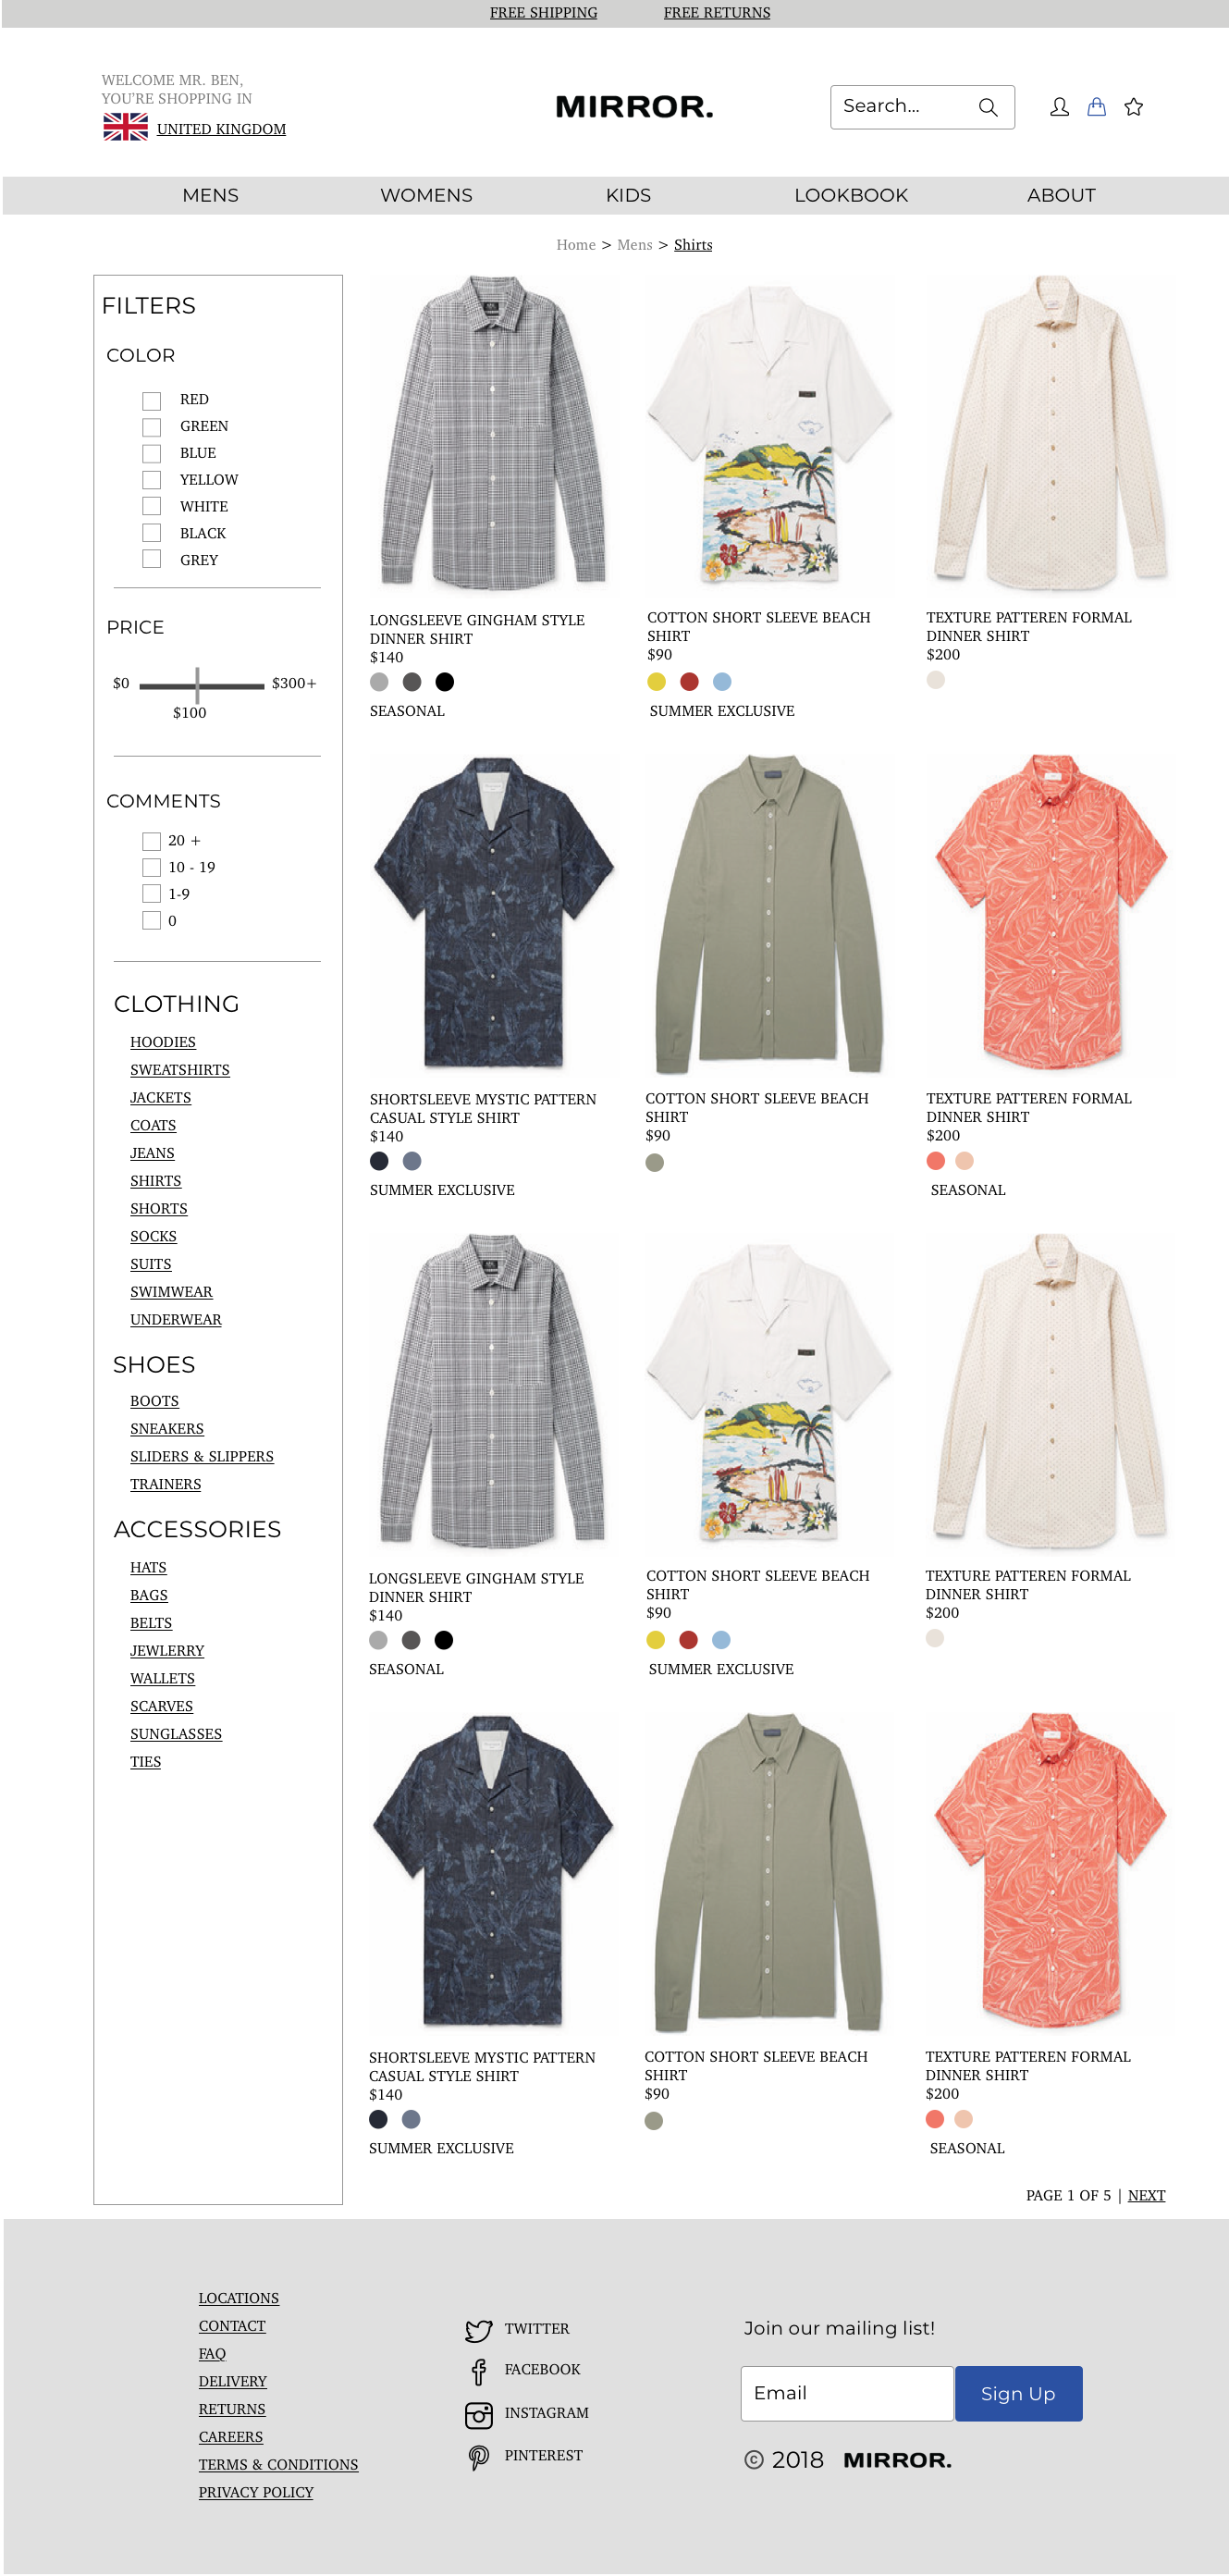 FREE SHIPPING FREE RETURNS
WELCOME MR. BEN,
YOU'RE SHOPPING IN
UNITED KINGDOM
MIRROR.
Search...
MENS WOMENS KIDS LOOKBOOK ABOUT
Home > Mens > Shirts
FILTERS
COLOR
RED
GREEN
BLUE
YELLOW
WHITE
BLACK
GREY
PRICE
$0 $300+
$100
COMMENTS
20 +
10 - 19
1-9
0
CLOTHING
HOODIES
SWEATSHIRTS
JACKETS
COATS
JEANS
SHIRTS
SHORTS
SOCKS
SUITS
SWIMWEAR
UNDERWEAR
SHOES
BOOTS
SNEAKERS
SLIDERS & SLIPPERS
TRAINERS
ACCESSORIES
HATS
BAGS
BELTS
JEWLERRY
WALLETS
SCARVES
SUNGLASSES
TIES
LONGSLEEVE GINGHAM STYLE
DINNER SHIRT
$140
SEASONAL
COTTON SHORT SLEEVE BEACH
SHIRT
$90
SUMMER EXCLUSIVE
TEXTURE PATTEREN FORMAL
DINNER SHIRT
$200
SHORTSLEEVE MYSTIC PATTERN
CASUAL STYLE SHIRT
$140
SUMMER EXCLUSIVE
COTTON SHORT SLEEVE BEACH
SHIRT
$90
TEXTURE PATTEREN FORMAL
DINNER SHIRT
$200
SEASONAL
LONGSLEEVE GINGHAM STYLE
DINNER SHIRT
$140
SEASONAL
COTTON SHORT SLEEVE BEACH
SHIRT
$90
SUMMER EXCLUSIVE
TEXTURE PATTEREN FORMAL
DINNER SHIRT
$200
SHORTSLEEVE MYSTIC PATTERN
CASUAL STYLE SHIRT
$140
SUMMER EXCLUSIVE
COTTON SHORT SLEEVE BEACH
SHIRT
$90
TEXTURE PATTEREN FORMAL
DINNER SHIRT
$200
SEASONAL
PAGE 1 OF 5 | NEXT
LOCATIONS
CONTACT
FAQ
DELIVERY
RETURNS
CAREERS
TERMS & CONDITIONS
PRIVACY POLICY
TWITTER
FACEBOOK
INSTAGRAM
PINTEREST
Join our mailing list!
Email Sign Up
© 2018 MIRROR.